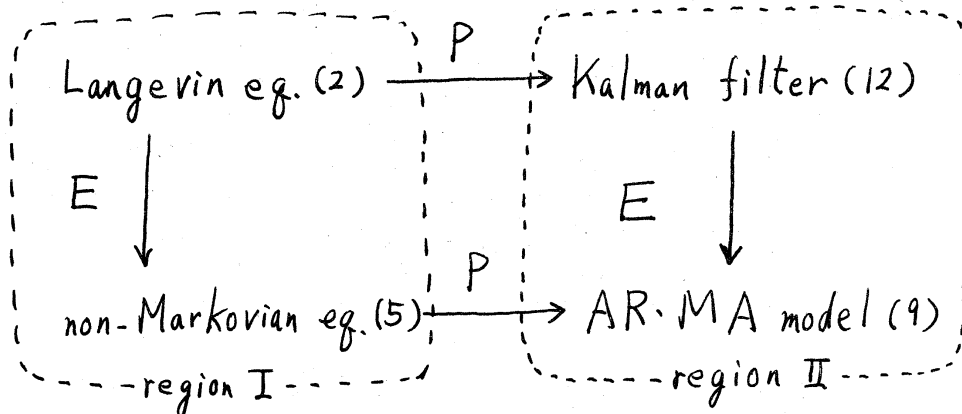 P
Langevin eq. (2) Kalman filter (12)
E E
P
non-Markovian eq. (5) AR·MA model (9)
region I region II